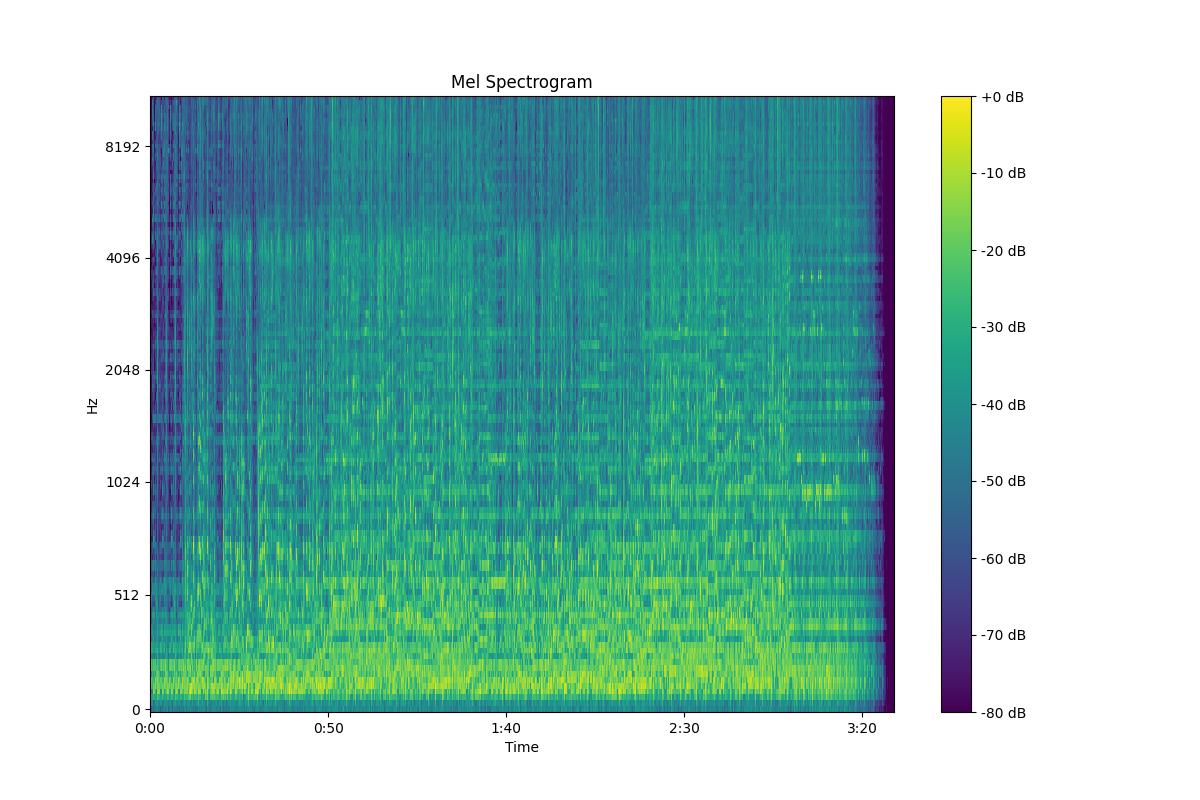 Mel Spectrogram
+0 dB
8192
-10 dB
-20 dB
4096
-30 dB
2048
-40 dB
Hz
1024
-50 dB
-60 dB
512
-70 dB
0
-80 dB
0:00 0:50 1:40 2:30 3:20
Time